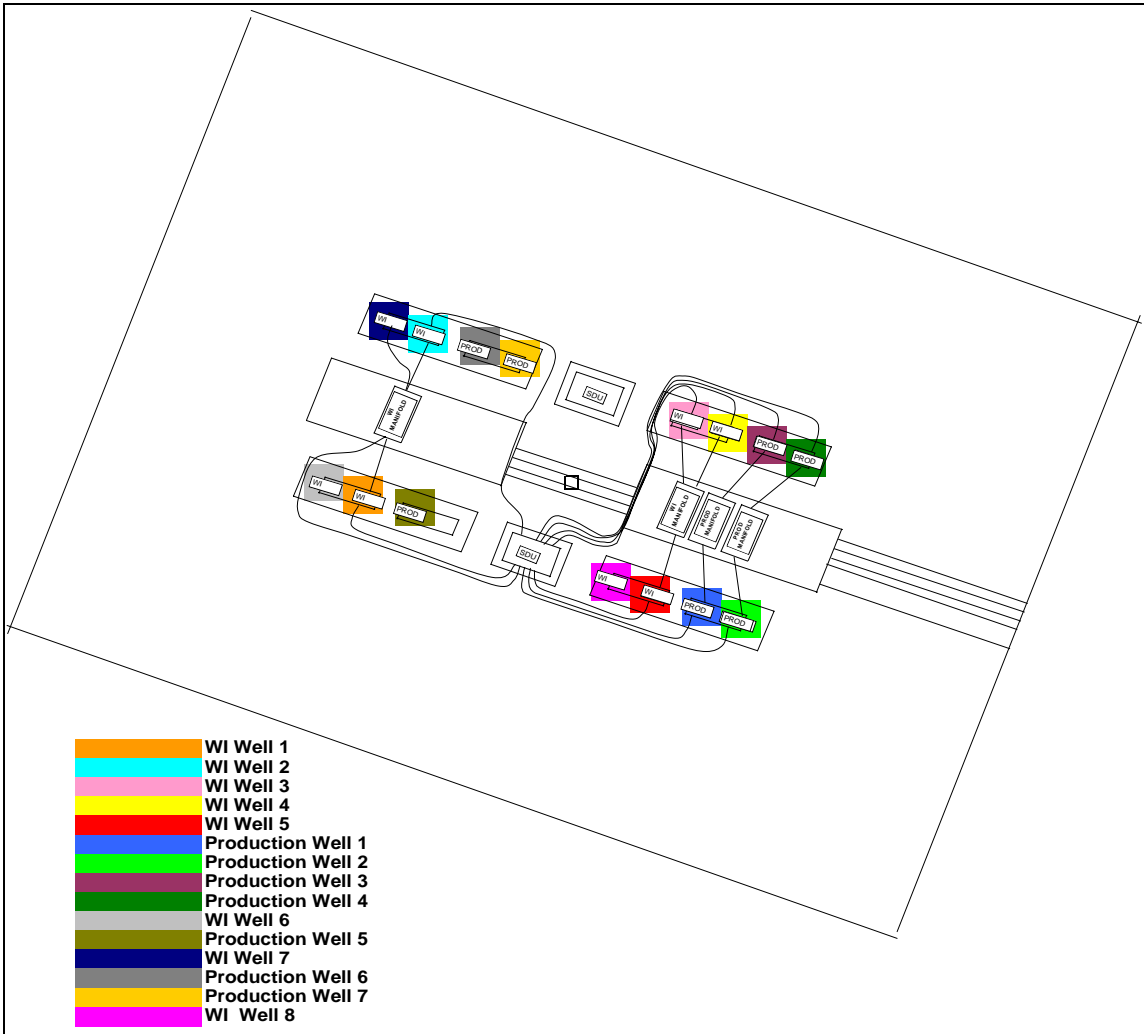 WI
WI
PROD
PROD
SDU
WI
MANIFOLD
WI
WI
PROD
PROD
WI
WI
PROD
WI
MANIFOLD
PROD
MANIFOLD
PROD
MANIFOLD
SDU
WI
WI
PROD
PROD
WI Well 1
WI Well 2
WI Well 3
WI Well 4
WI Well 5
Production Well 1
Production Well 2
Production Well 3
Production Well 4
WI Well 6
Production Well 5
WI Well 7
Production Well 6
Production Well 7
WI  Well 8